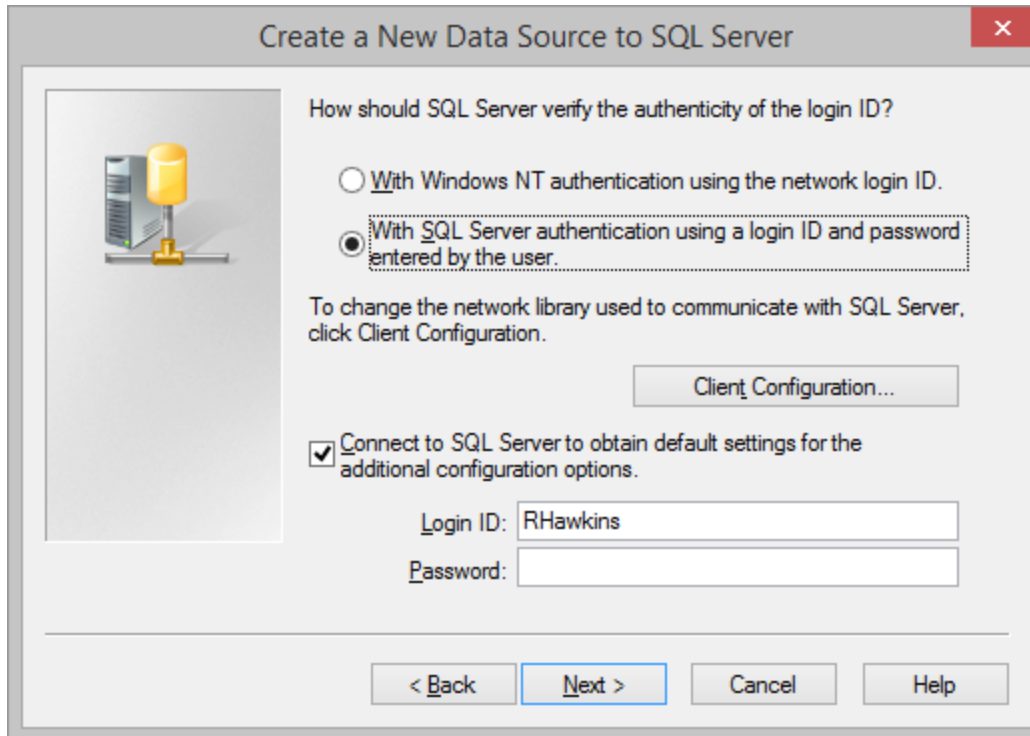 Create a New Data Source to SQL Server
How should SQL Server verify the authenticity of the login ID?
With Windows NT authentication using the network login ID.
With SQL Server authentication using a login ID and password
entered by the user.
To change the network library used to communicate with SQL Server,
click Client Configuration.
Client Configuration...
Connect to SQL Server to obtain default settings for the
additional configuration options.
Login ID: RHawkins
Password:
< Back Next > Cancel Help